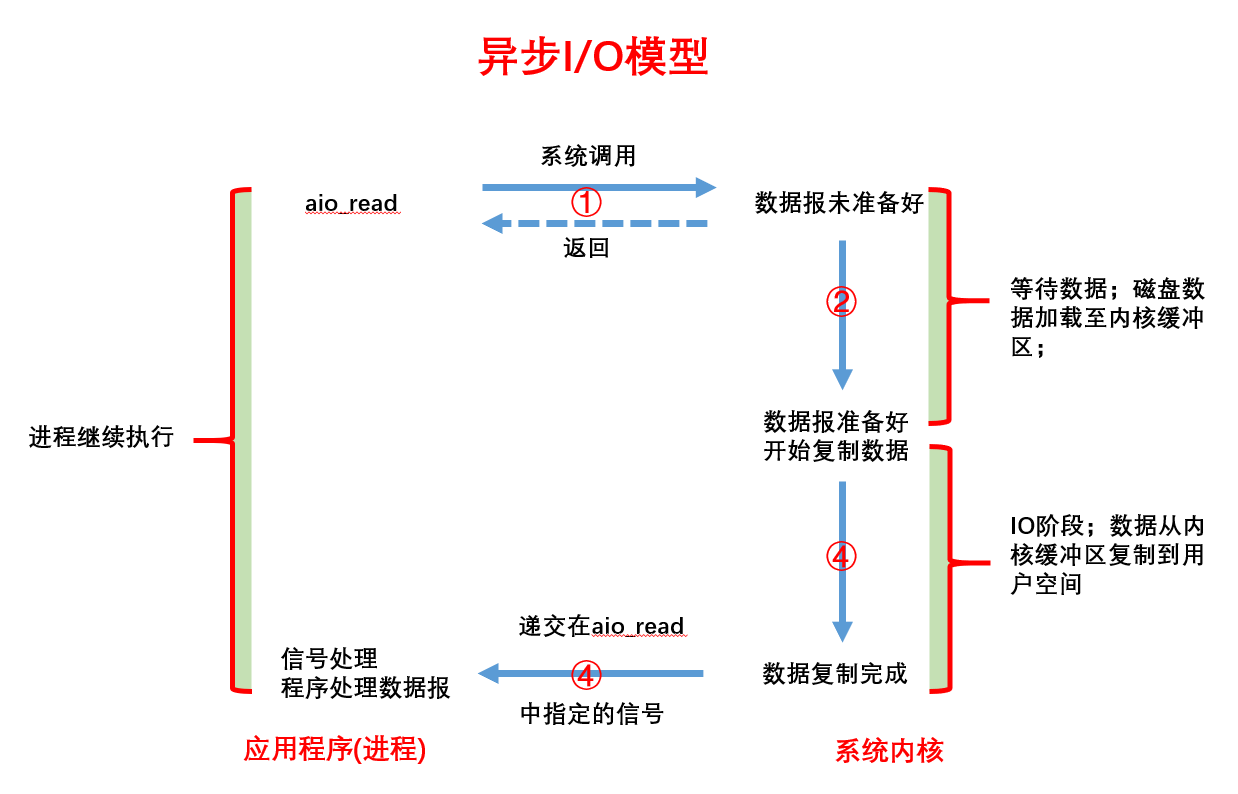 异步I/O模型
系统调用
aio_read
①
数据报未准备好
返回
②
等待数据；磁盘数
据加载至内核缓冲
区；
进程继续执行
数据报准备好
开始复制数据
④
IO阶段；数据从内
核缓冲区复制到用
户空间
递交在aio_read
信号处理
程序处理数据报
④
数据复制完成
中指定的信号
应用程序(进程)
系统内核